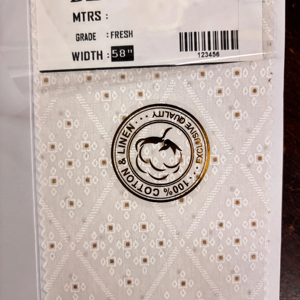 MTRS :
GRADE : FRESH
WIDTH : 58"
123456
EXCLUSIVE QUALITY
100% COTTON & LINEN